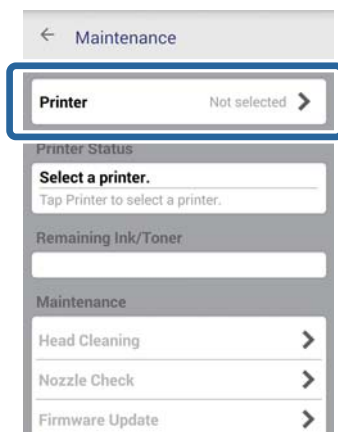 Maintenance
Printer Not selected
Printer Status
Select a printer.
Tap Printer to select a printer.
Remaining Ink/Toner
Maintenance
Head Cleaning
Nozzle Check
Firmware Update